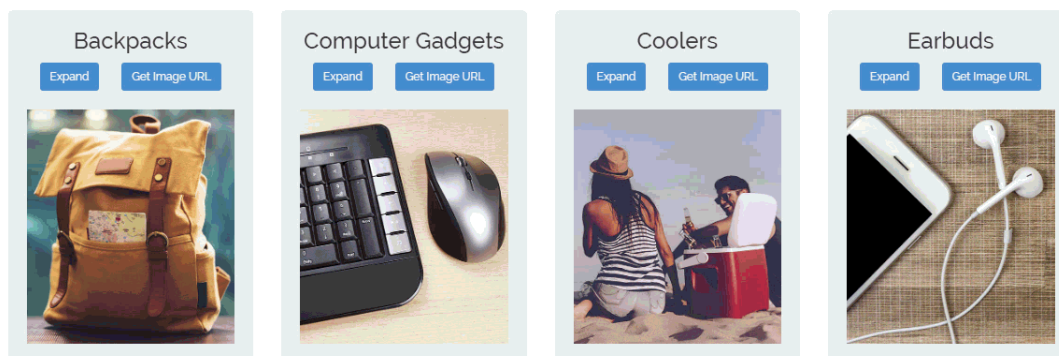 Backpacks
Expand Get Image URL
Computer Gadgets
Expand Get Image URL
Coolers
Expand Get Image URL
Earbuds
Expand Get Image URL